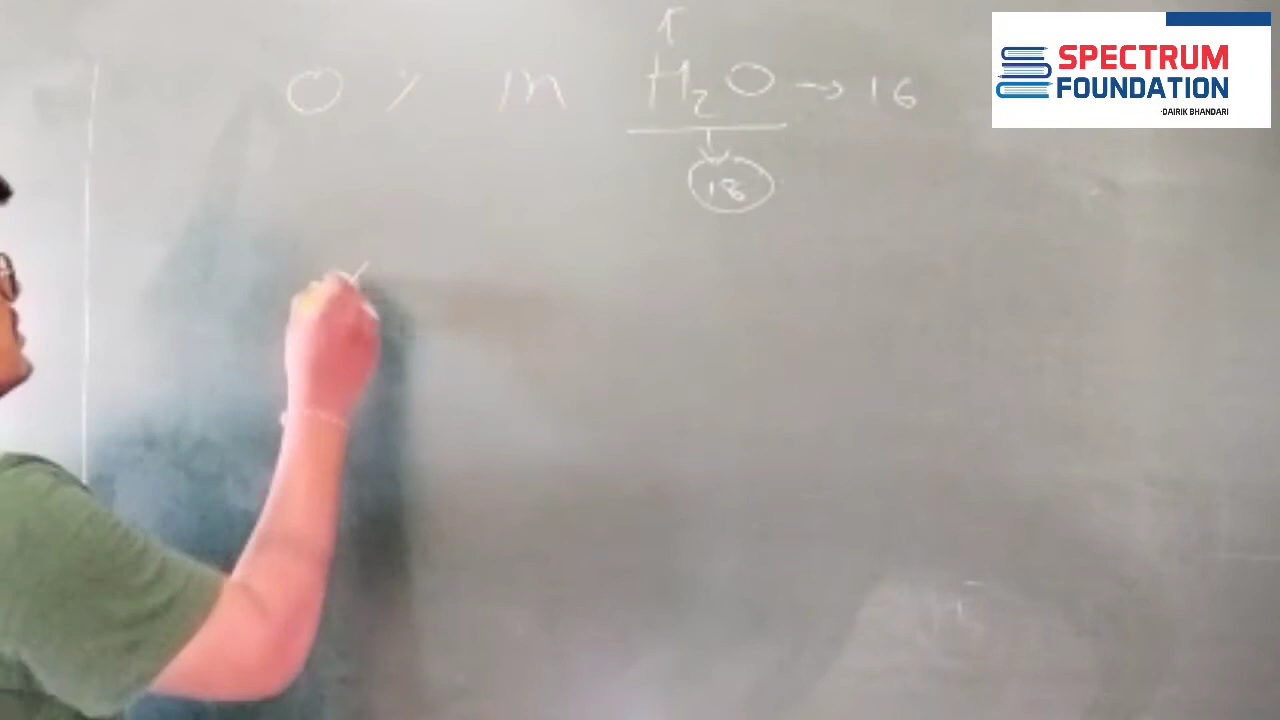 O % in H₂O → 16
18
SPECTRUM
FOUNDATION
-DAIRIK BHANDARI